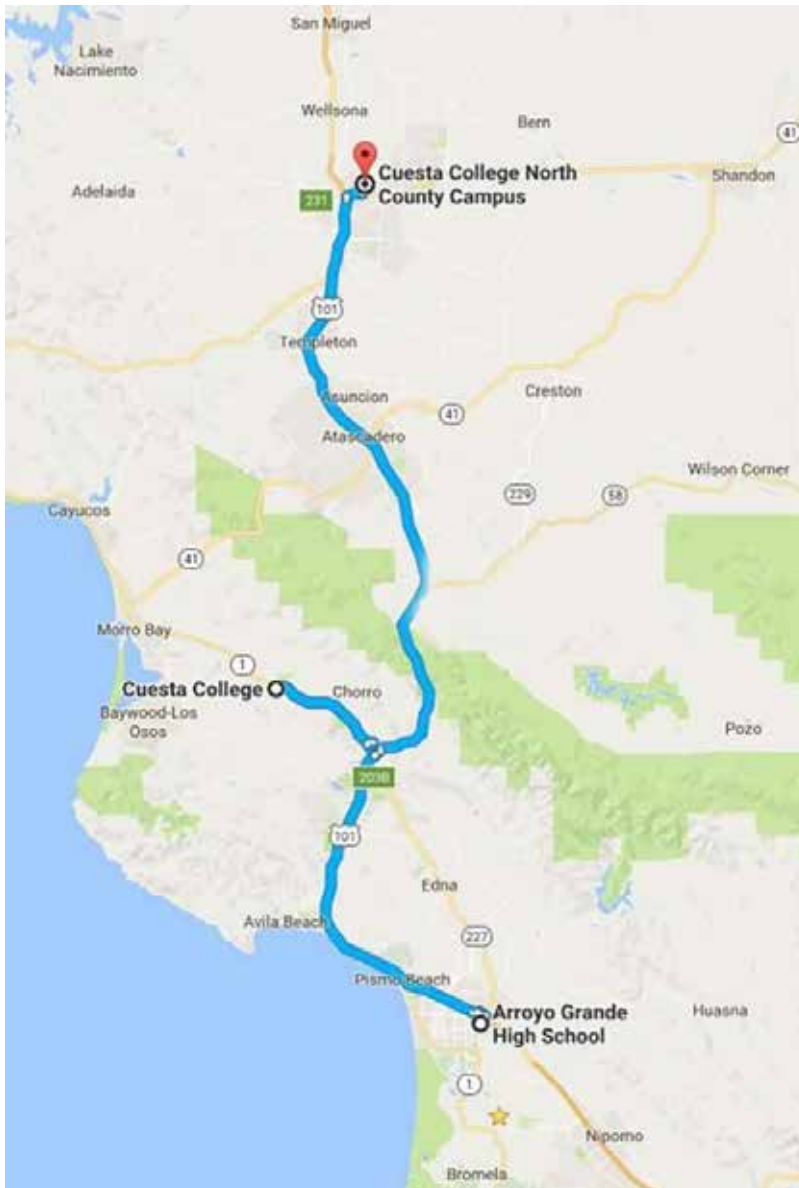 San Miguel
Lake
Nacimiento
Wellsona
Bern
41
Cuesta College North
County Campus
Shandon
Adelaida
231
101
Templeton
Asuncion
Creston
41
Atascadero
Wilson Corner
229
58
Cayucos
41
Morro Bay
1
Cuesta College
Chorro
Baywood-Los
Osos
Pozo
203B
101
Edna
Avila Beach
227
Pismo Beach
Arroyo Grande
High School
Huasna
1
Nipomo
Bromela